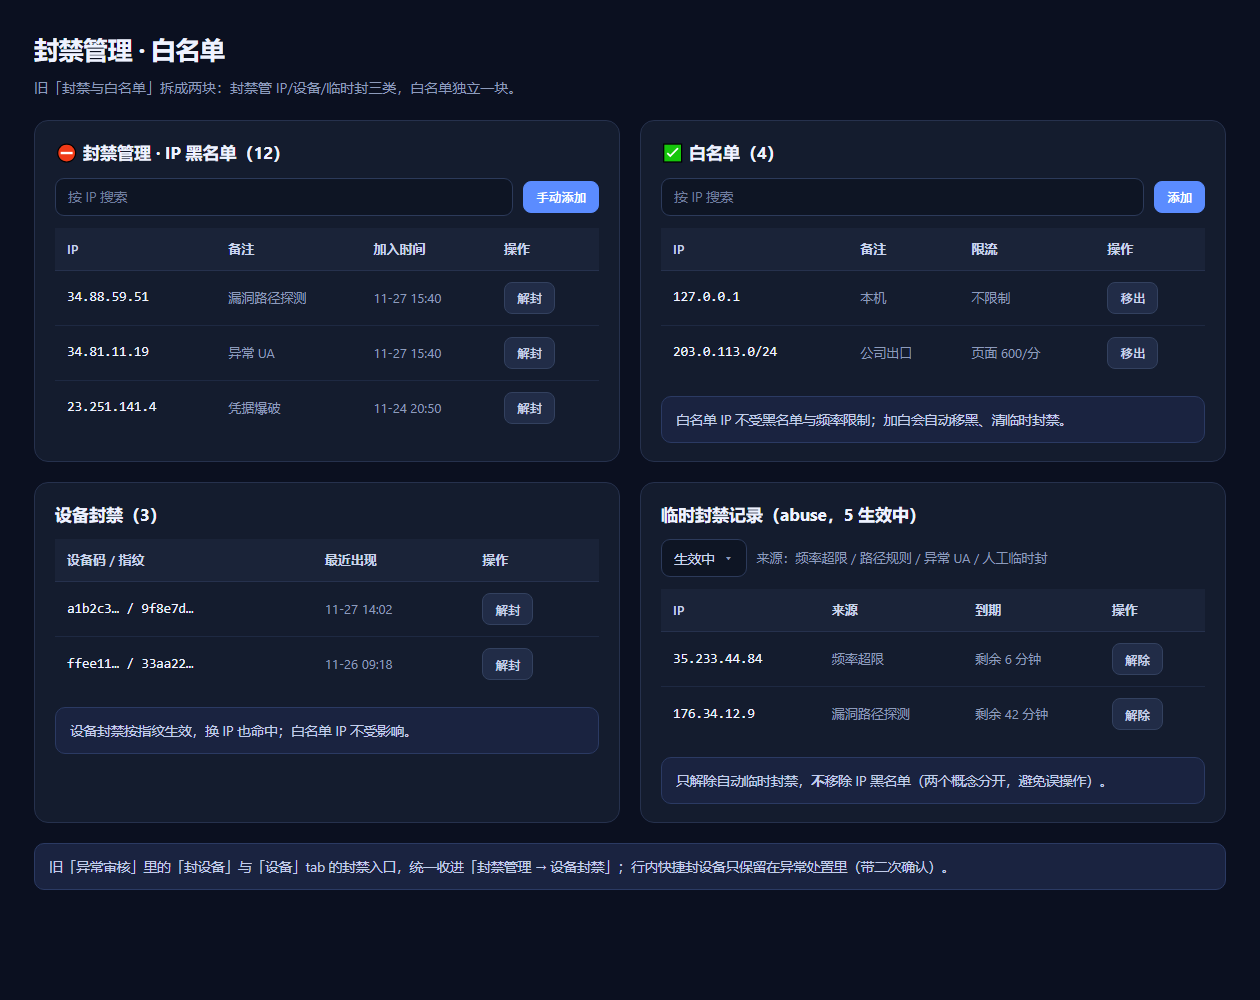 封禁管理 · 白名单
旧「封禁与白名单」拆成两块：封禁管 IP/设备/临时封三类，白名单独立一块。
⛔ 封禁管理 · IP 黑名单（12）
按 IP 搜索 手动添加
IP 备注 加入时间 操作
34.88.59.51 漏洞路径探测 11-27 15:40 解封
34.81.11.19 异常 UA 11-27 15:40 解封
23.251.141.4 凭据爆破 11-24 20:50 解封
✅ 白名单（4）
按 IP 搜索 添加
IP 备注 限流 操作
127.0.0.1 本机 不限制 移出
203.0.113.0/24 公司出口 页面 600/分 移出
白名单 IP 不受黑名单与频率限制；加白会自动移黑、清临时封禁。
设备封禁（3）
设备码 / 指纹 最近出现 操作
a1b2c3… / 9f8e7d… 11-27 14:02 解封
ffee11… / 33aa22… 11-26 09:18 解封
设备封禁按指纹生效，换 IP 也命中；白名单 IP 不受影响。
临时封禁记录（abuse，5 生效中）
生效中 来源：频率超限 / 路径规则 / 异常 UA / 人工临时封
IP 来源 到期 操作
35.233.44.84 频率超限 剩余 6 分钟 解除
176.34.12.9 漏洞路径探测 剩余 42 分钟 解除
只解除自动临时封禁，不移除 IP 黑名单（两个概念分开，避免误操作）。
旧「异常审核」里的「封设备」与「设备」tab 的封禁入口，统一收进「封禁管理 → 设备封禁」；行内快捷封设备只保留在异常处置里（带二次确认）。